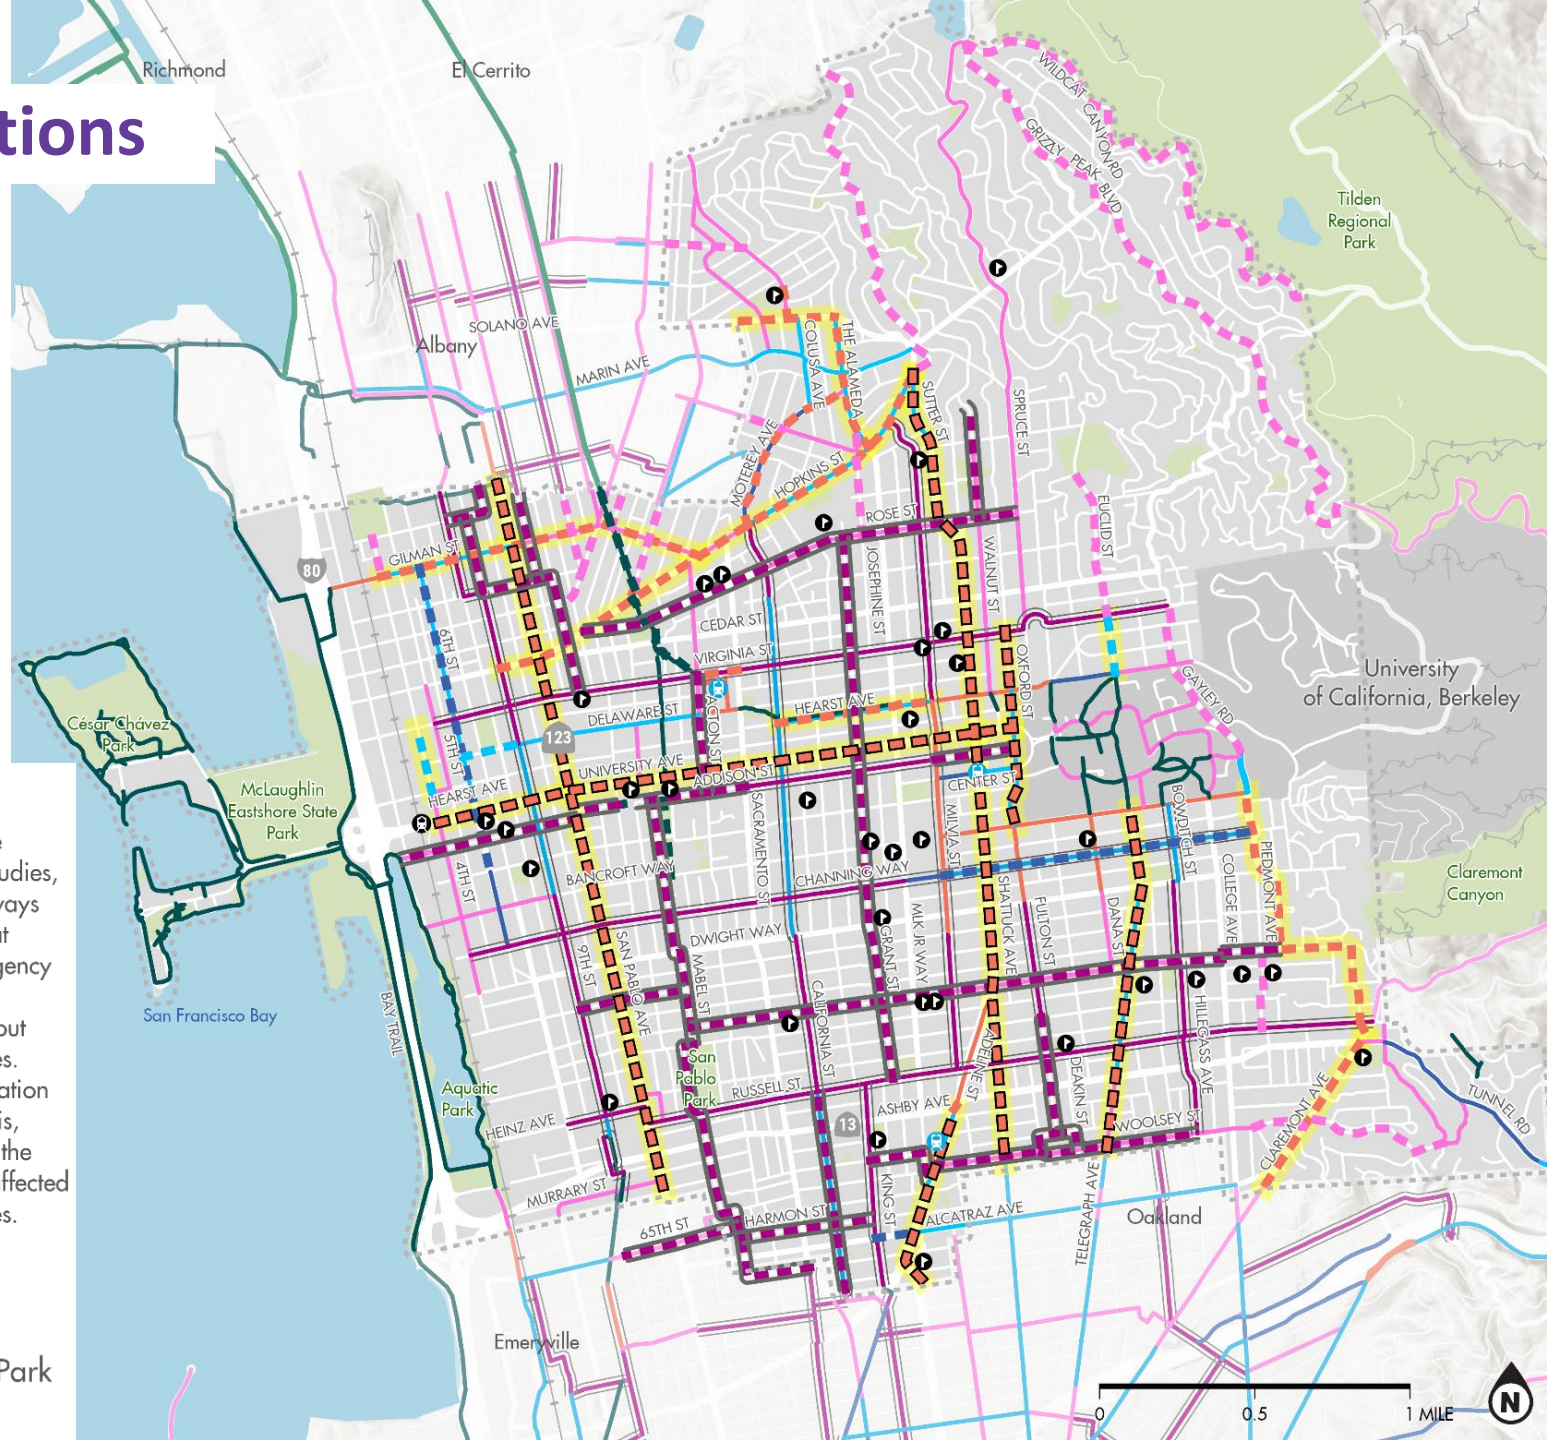 tions
Richmond
El Cerrito
WILDCAT CANYON RD
GRIZZLY PEAK BLVD
Tilden
Regional
Park
SOLANO AVE
Albany
MARIN AVE
COLUSA AVE
THE ALAMEDA
SUTTER ST
SPRUCE ST
MOTEREY AVE
HOPKINS ST
ROSE ST
EUCLID ST
GILMAN ST
80
WALNUT ST
JOSEPHINE ST
CEDAR ST
6TH ST
VIRGINIA ST
OXFORD ST
GAYLEY RD
University
of California, Berkeley
César Chávez
Park
ACTON ST
HEARST AVE
DELAWARE ST
123
5TH ST
UNIVERSITY AVE
ADDISON ST
CENTER ST
HEARST AVE
McLaughlin
Eastshore State
Park
SACRAMENTO ST
MILVIA ST
BOWDITCH ST
e
udies,
ways
at
gency
4TH ST
BANCROFT WAY
CHANNING WAY
COLLEGE AVE
PIEDMONT AVE
Claremont
Canyon
SHATTUCK AVE
FULTON ST
DANA ST
DWIGHT WAY
GRANT ST
MLK JR WAY
9TH ST
SAN PABLO AVE
MABEL ST
CALIFORNIA ST
HILLEGASS AVE
San Francisco Bay
BAY TRAIL
out
es.
ation
is,
the
ffected
es.
San
Pablo
Park
ADELINE ST
DEAKIN ST
Aquatic
Park
RUSSELL ST
ASHBY AVE
13
HEINZ AVE
WOOLSEY ST
CLAREMONT AVE
TUNNEL RD
MURRARY ST
KING ST
65TH ST
HARMON ST
ALCATRAZ AVE
TELEGRAPH AVE
Oakland
Emeryville
Park
0
0.5
1 MILE
N